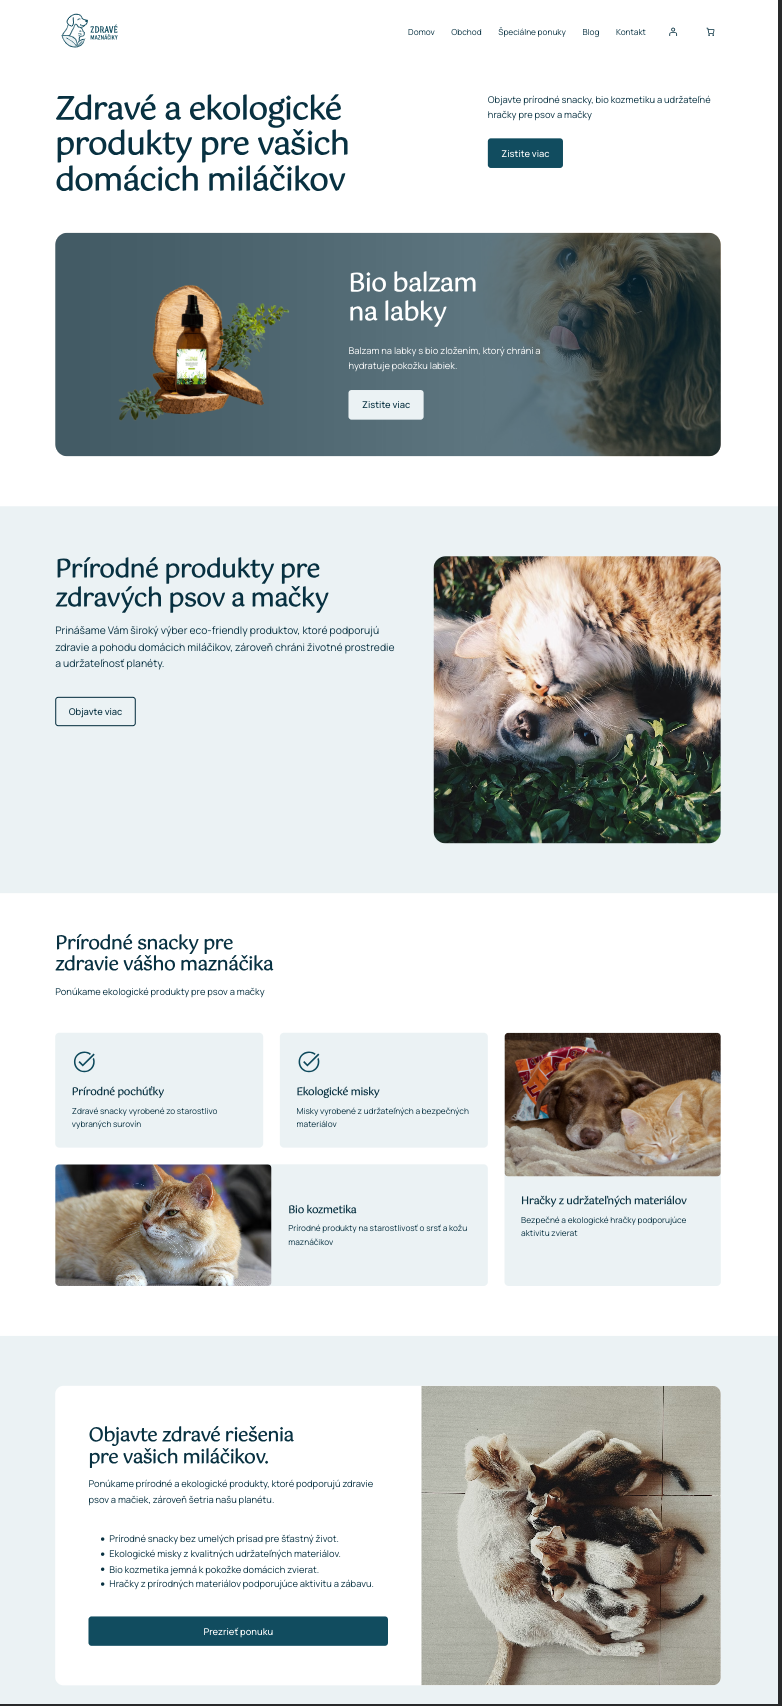 ZDRAVÉ
MAZNÁČIKY
Domov Obchod Špeciálne ponuky Blog Kontakt
Zdravé a ekologické
produkty pre vašich
domácich miláčikov
Objavte prírodné snacky, bio kozmetiku a udržateľné
hračky pre psov a mačky
Zistite viac
Bio balzam
na labky
Balzam na labky s bio zložením, ktorý chráni a
hydratuje pokožku labiek.
Zistite viac
Prírodné produkty pre
zdravých psov a mačky
Prinášame Vám široký výber eco-friendly produktov, ktoré podporujú
zdravie a pohodu domácich miláčikov, zároveň chráni životné prostredie
a udržateľnosť planéty.
Objavte viac
Prírodné snacky pre
zdravie vášho maznáčika
Ponúkame ekologické produkty pre psov a mačky
Prírodné pochúťky
Zdravé snacky vyrobené zo starostlivo
vybraných surovín
Ekologické misky
Misky vyrobené z udržateľných a bezpečných
materiálov
Bio kozmetika
Prírodné produkty na starostlivosť o srsť a kožu
maznáčikov
Hračky z udržateľných materiálov
Bezpečné a ekologické hračky podporujúce
aktivitu zvierat
Objavte zdravé riešenia
pre vašich miláčikov.
Ponúkame prírodné a ekologické produkty, ktoré podporujú zdravie
psov a mačiek, zároveň šetria našu planétu.
Prírodné snacky bez umelých prísad pre šťastný život.
Ekologické misky z kvalitných udržateľných materiálov.
Bio kozmetika jemná k pokožke domácich zvierat.
Hračky z prírodných materiálov podporujúce aktivitu a zábavu.
Prezrieť ponuku